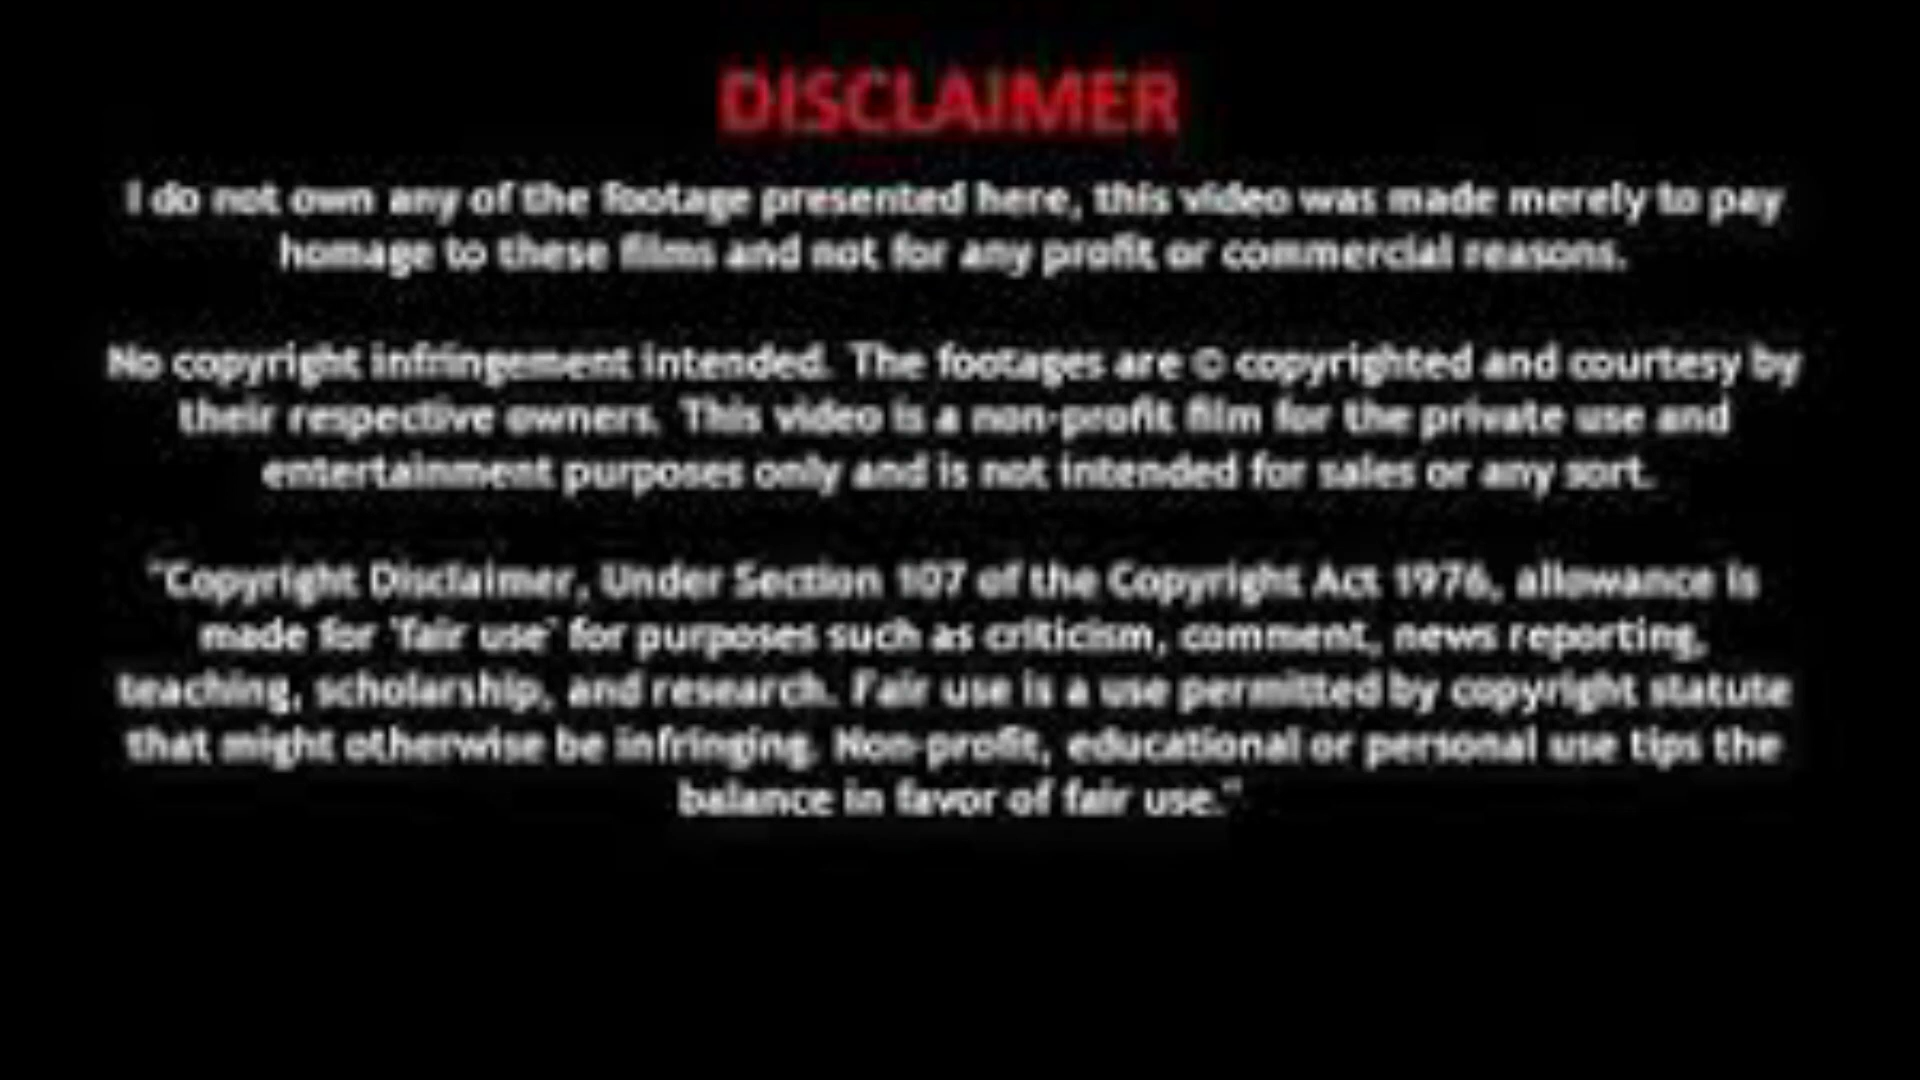 DISCLAIMER
I do not own any of the footage presented here, this video was made merely to pay
homage to these films and not for any profit or commercial reasons.
No copyright infringement intended. The footages are © copyrighted and courtesy by
their respective owners. This video is a non-profit film for the private use and
entertainment purposes only and is not intended for sales or any sort.
"Copyright Disclaimer, Under Section 107 of the Copyright Act 1976, allowance is
made for 'fair use' for purposes such as criticism, comment, news reporting,
teaching, scholarship, and research. Fair use is a use permitted by copyright statute
that might otherwise be infringing. Non-profit, educational or personal use tips the
balance in favor of fair use."